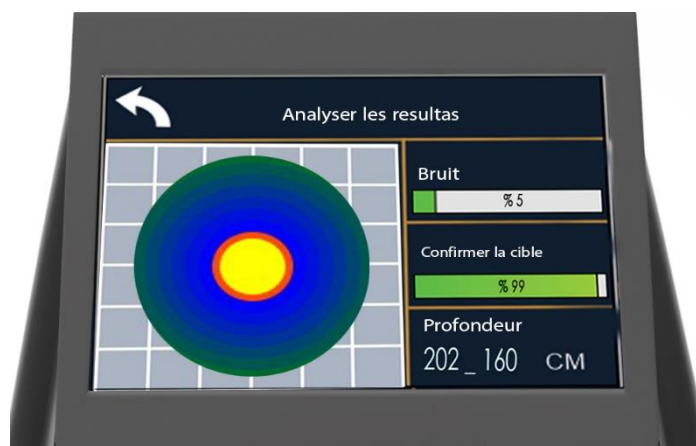 Analyser les resultas
Bruit
% 5
Confirmer la cible
% 99
Profondeur
202 _ 160 CM